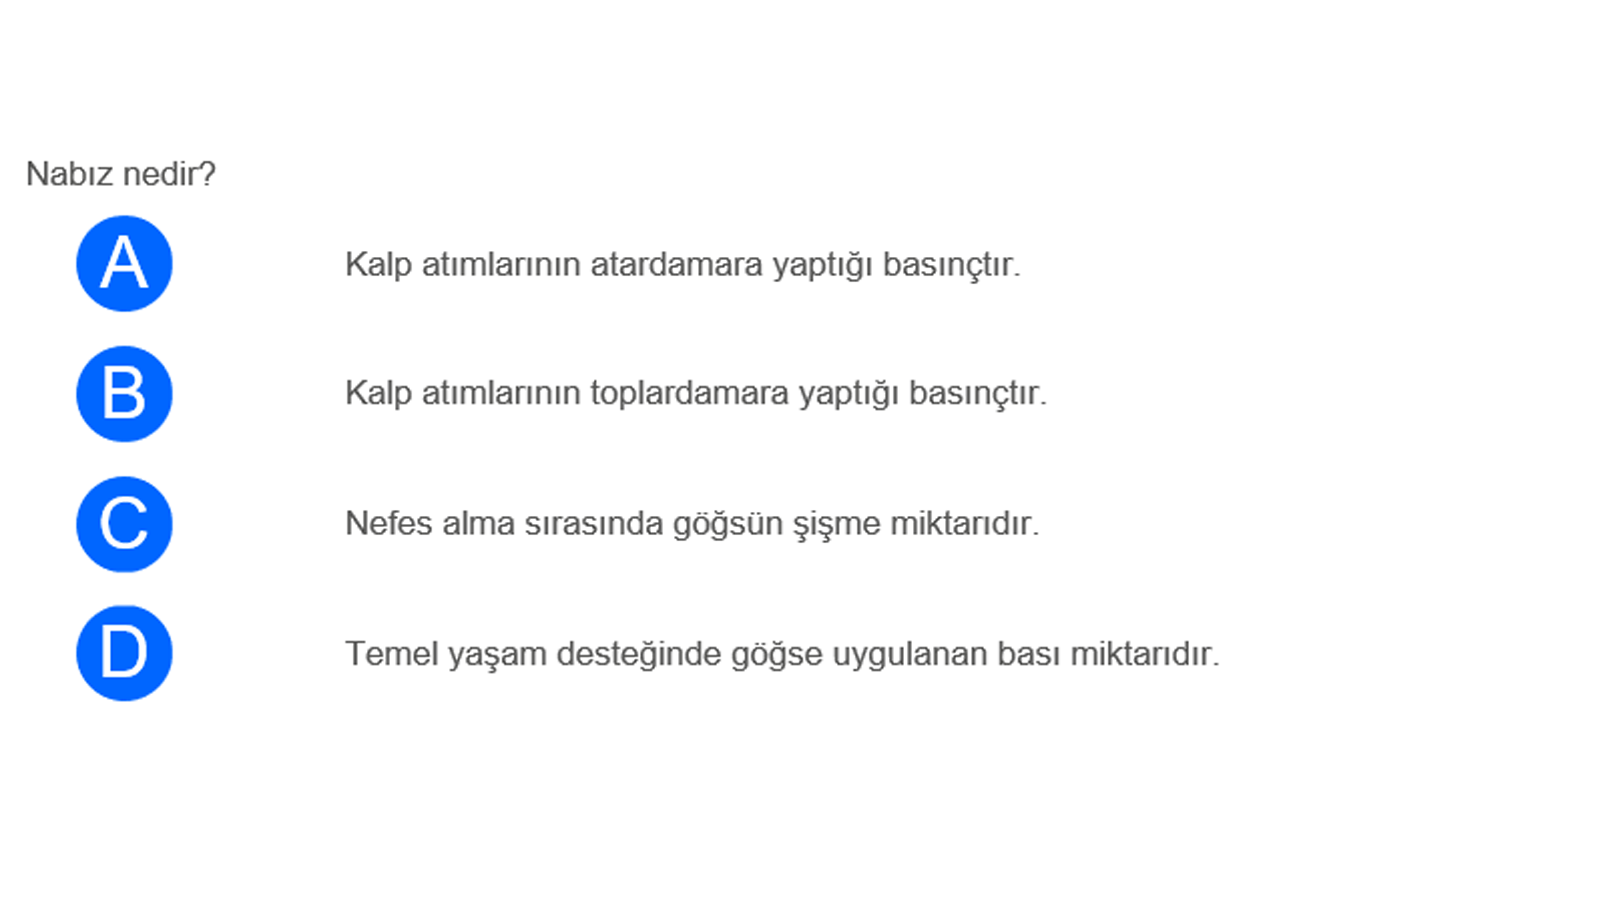 Nabız nedir?
A Kalp atımlarının atardamara yaptığı basınçtır.
B Kalp atımlarının toplardamara yaptığı basınçtır.
C Nefes alma sırasında göğsün şişme miktarıdır.
D Temel yaşam desteğinde göğse uygulanan bası miktarıdır.